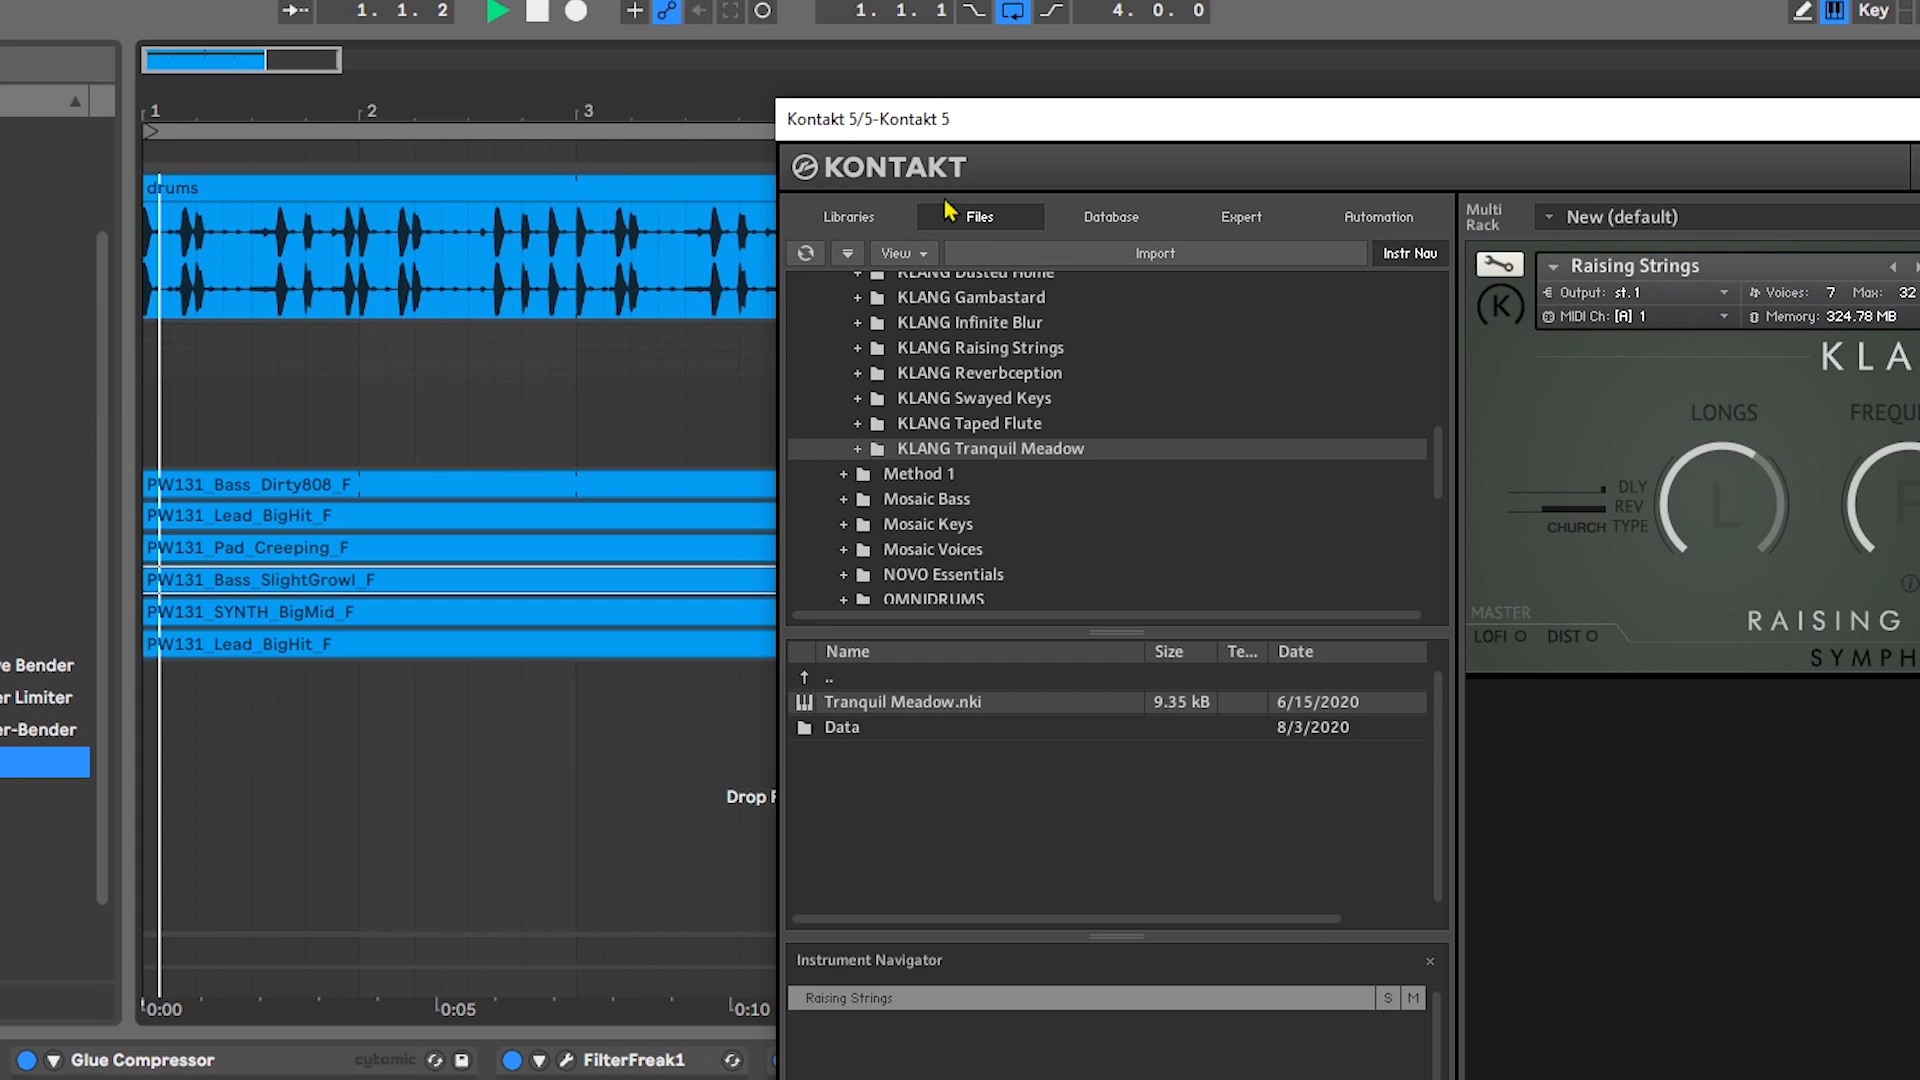 1. 1. 2
1. 1. 1
4. 0. 0
Key
1
2
3
drums
PW131_Bass_Dirty808_F
PW131_Lead_BigHit_F
PW131_Pad_Creeping_F
PW131_Bass_SlightGrowl_F
PW131_SYNTH_BigMid_F
PW131_Lead_BigHit_F
e Bender
er Limiter
er-Bender
Drop F
0:00
0:05
0:10
Glue Compressor
cytomic
FilterFreak1
Kontakt 5/5-Kontakt 5
KONTAKT
Libraries
Files
Database
Expert
Automation
View
Import
Instr Nav
KLANG Dusted Home
KLANG Gambastard
KLANG Infinite Blur
KLANG Raising Strings
KLANG Reverbception
KLANG Swayed Keys
KLANG Taped Flute
KLANG Tranquil Meadow
Method 1
Mosaic Bass
Mosaic Keys
Mosaic Voices
NOVO Essentials
OMNIDRUMS
Name Size Te... Date
..
Tranquil Meadow.nki 9.35 kB 6/15/2020
Data 8/3/2020
Instrument Navigator
Raising Strings S M
Multi
Rack
New (default)
Raising Strings
Output: st.1 Voices: 7 Max: 32
MIDI Ch: [A] 1 Memory: 324.78 MB
KLA
LONGS
FREQU
DLY
REV
CHURCH TYPE
L
F
MASTER
LOFI
DIST
RAISING
SYMPH